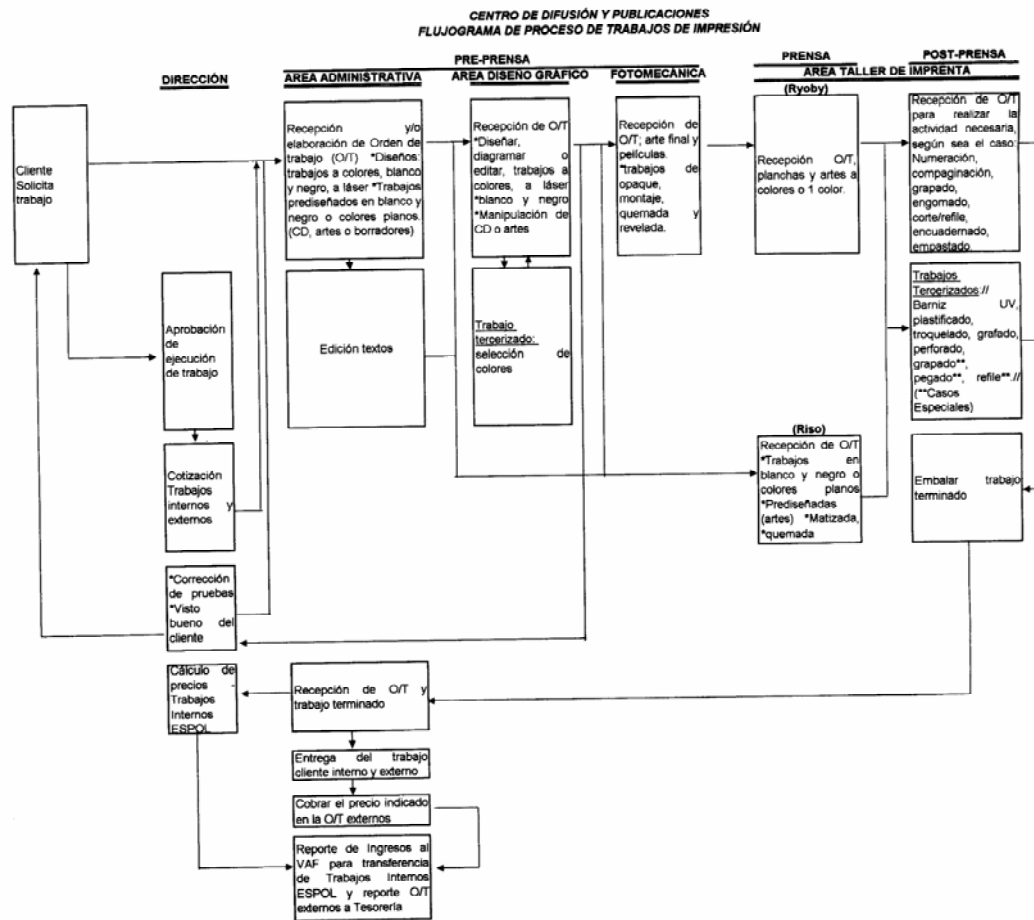 CENTRO DE DIFUSIÓN Y PUBLICACIONES
FLUJOGRAMA DE PROCESO DE TRABAJOS DE IMPRESIÓN
PRE-PRENSA
PRENSA
POST-PRENSA
DIRECCIÓN
AREA ADMINISTRATIVA
AREA DISEÑO GRÁFICO
FOTOMECÁNICA
AREA TALLER DE IMPRENTA
Cliente
Solicita
trabajo
Recepción y/o
elaboración de Orden de
trabajo (O/T) *Diseños:
trabajos a colores, blanco
y negro, a láser *Trabajos
prediseñados en blanco y
negro o colores planos.
(CD, artes o borradores)
Recepción de O/T
*Diseñar,
diagramar o
editar, trabajos a
colores, a láser
*blanco y negro
*Manipulación de
CD o artes
Recepción de
O/T; arte final y
películas.
*trabajos de
opaque,
montaje,
quemada y
revelada.
(Ryoby)
Recepción O/T,
planchas y artes a
colores o 1 color.
Recepción de O/T
para realizar la
actividad necesaria,
según sea el caso:
Numeración,
compaginación,
grapado,
engomado,
corte/refile,
encuadernado,
empastado.
Aprobación
de
ejecución
de trabajo
Edición textos
Trabajo
tercerizado:
selección de
colores
Trabajos
Tercerizados://
Barniz UV,
plastificado,
troquelado, grafado,
perforado,
grapado**,
pegado**, refile**.//
(**Casos
Especiales)
Cotización
Trabajos
internos y
externos
(Riso)
Recepción de O/T
*Trabajos en
blanco y negro o
colores planos
*Prediseñadas
(artes) *Matizada,
*quemada
Embalar trabajo
terminado
*Corrección
de pruebas
*Visto
bueno del
cliente
Cálculo de
precios -
Trabajos
Internos
ESPOL
Recepción de O/T y
trabajo terminado
Entrega del trabajo
cliente interno y externo
Cobrar el precio indicado
en la O/T externos
Reporte de Ingresos al
VAF para transferencia
de Trabajos Internos
ESPOL y reporte O/T
externos a Tesorería